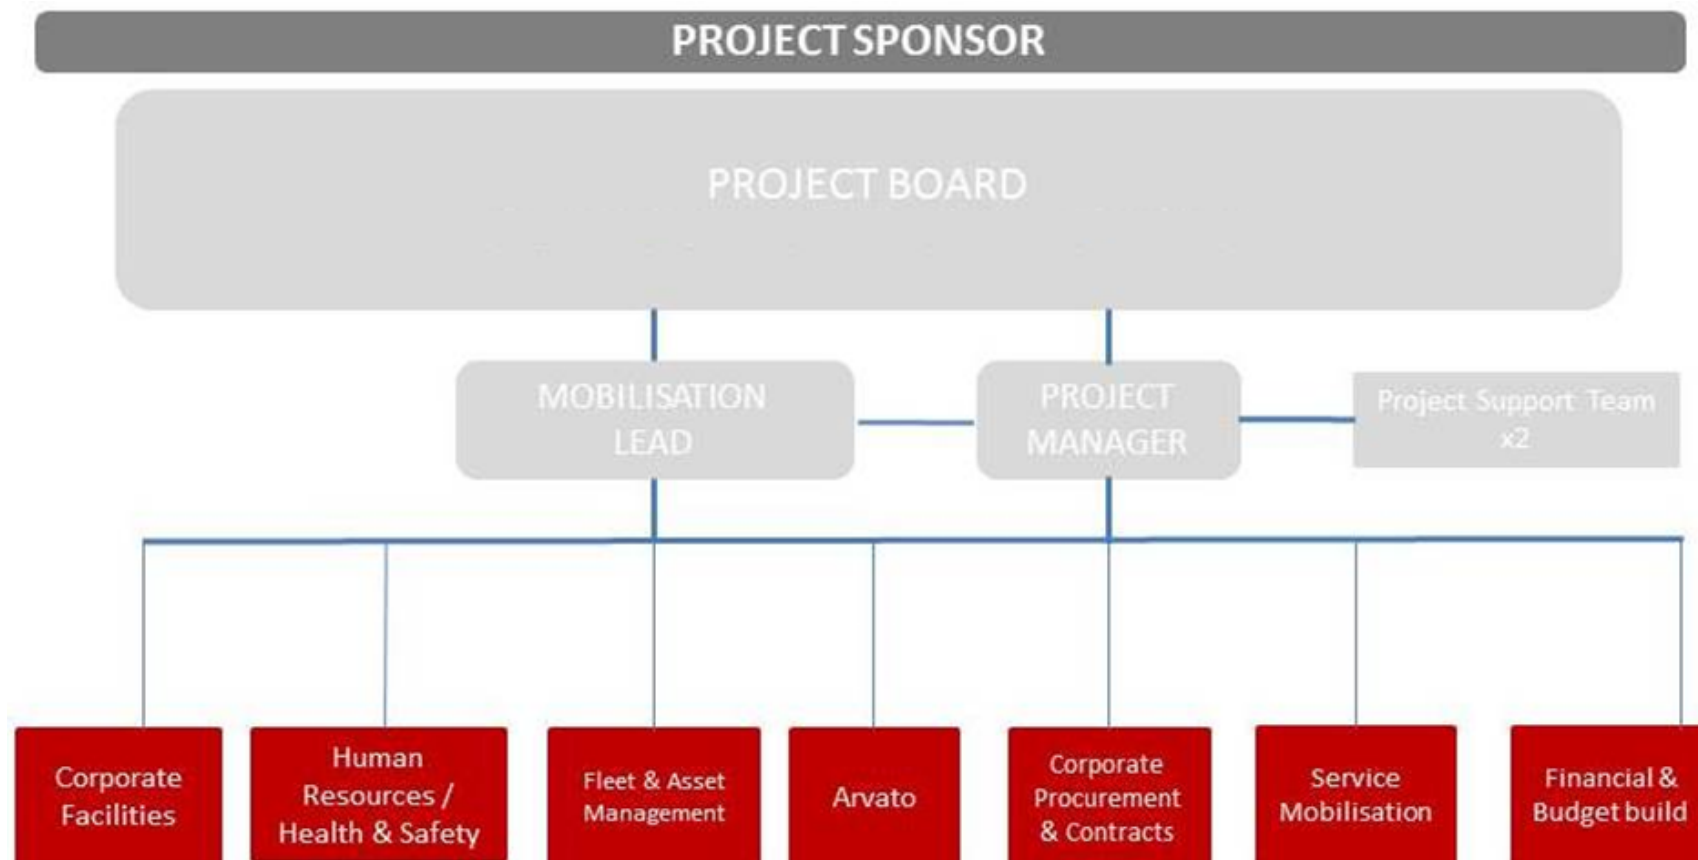 PROJECT SPONSOR
PROJECT BOARD
MOBILISATION
LEAD
PROJECT
MANAGER
Project Support Team
x2
Corporate
Facilities
Human
Resources /
Health & Safety
Fleet & Asset
Management
Arvato
Corporate
Procurement
& Contracts
Service
Mobilisation
Financial &
Budget build